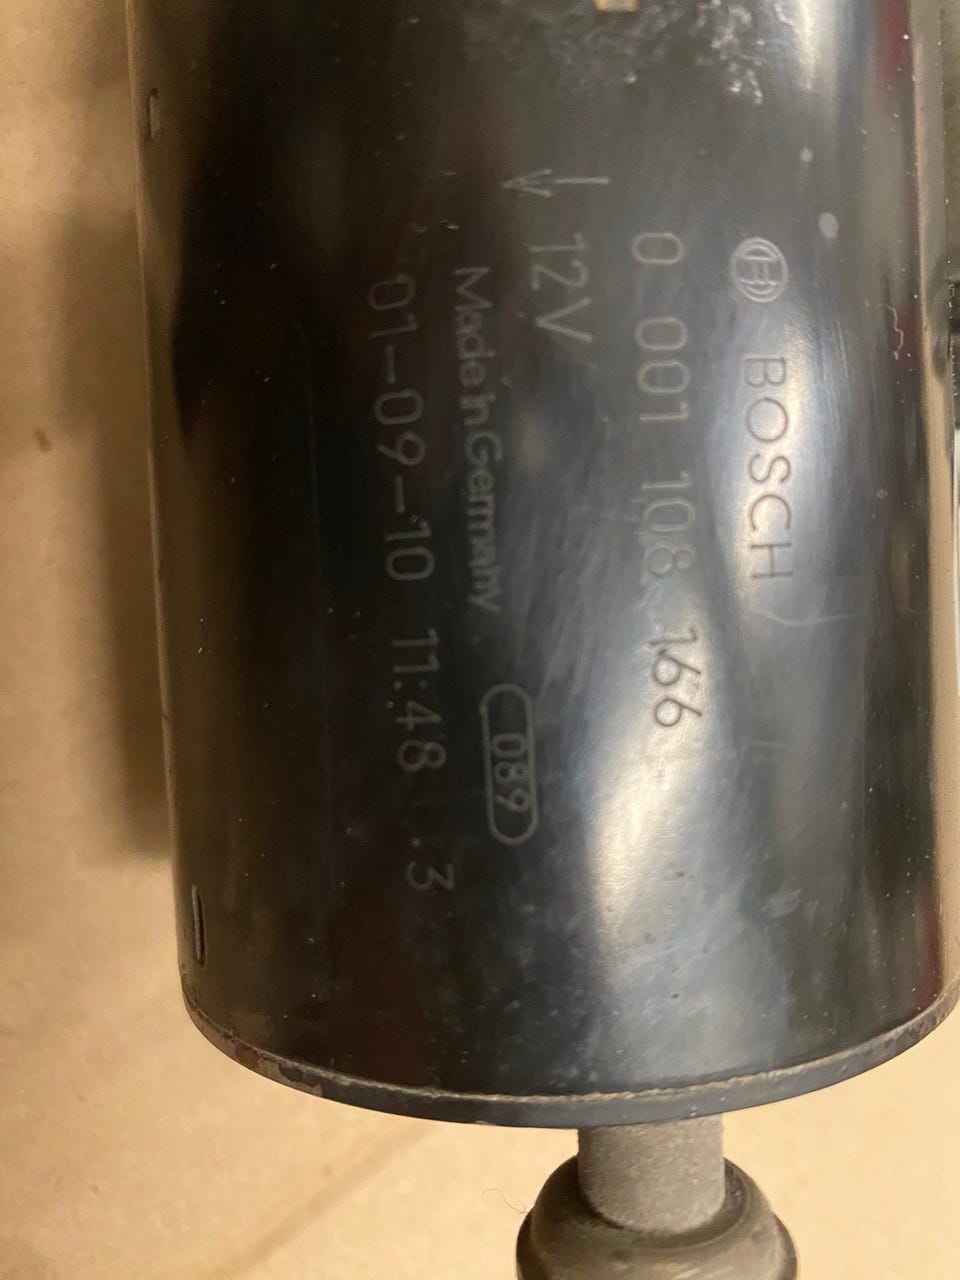 BOSCH
0 001 108 166
12V
Made in Germany 089
01-09-10 11:48 .3